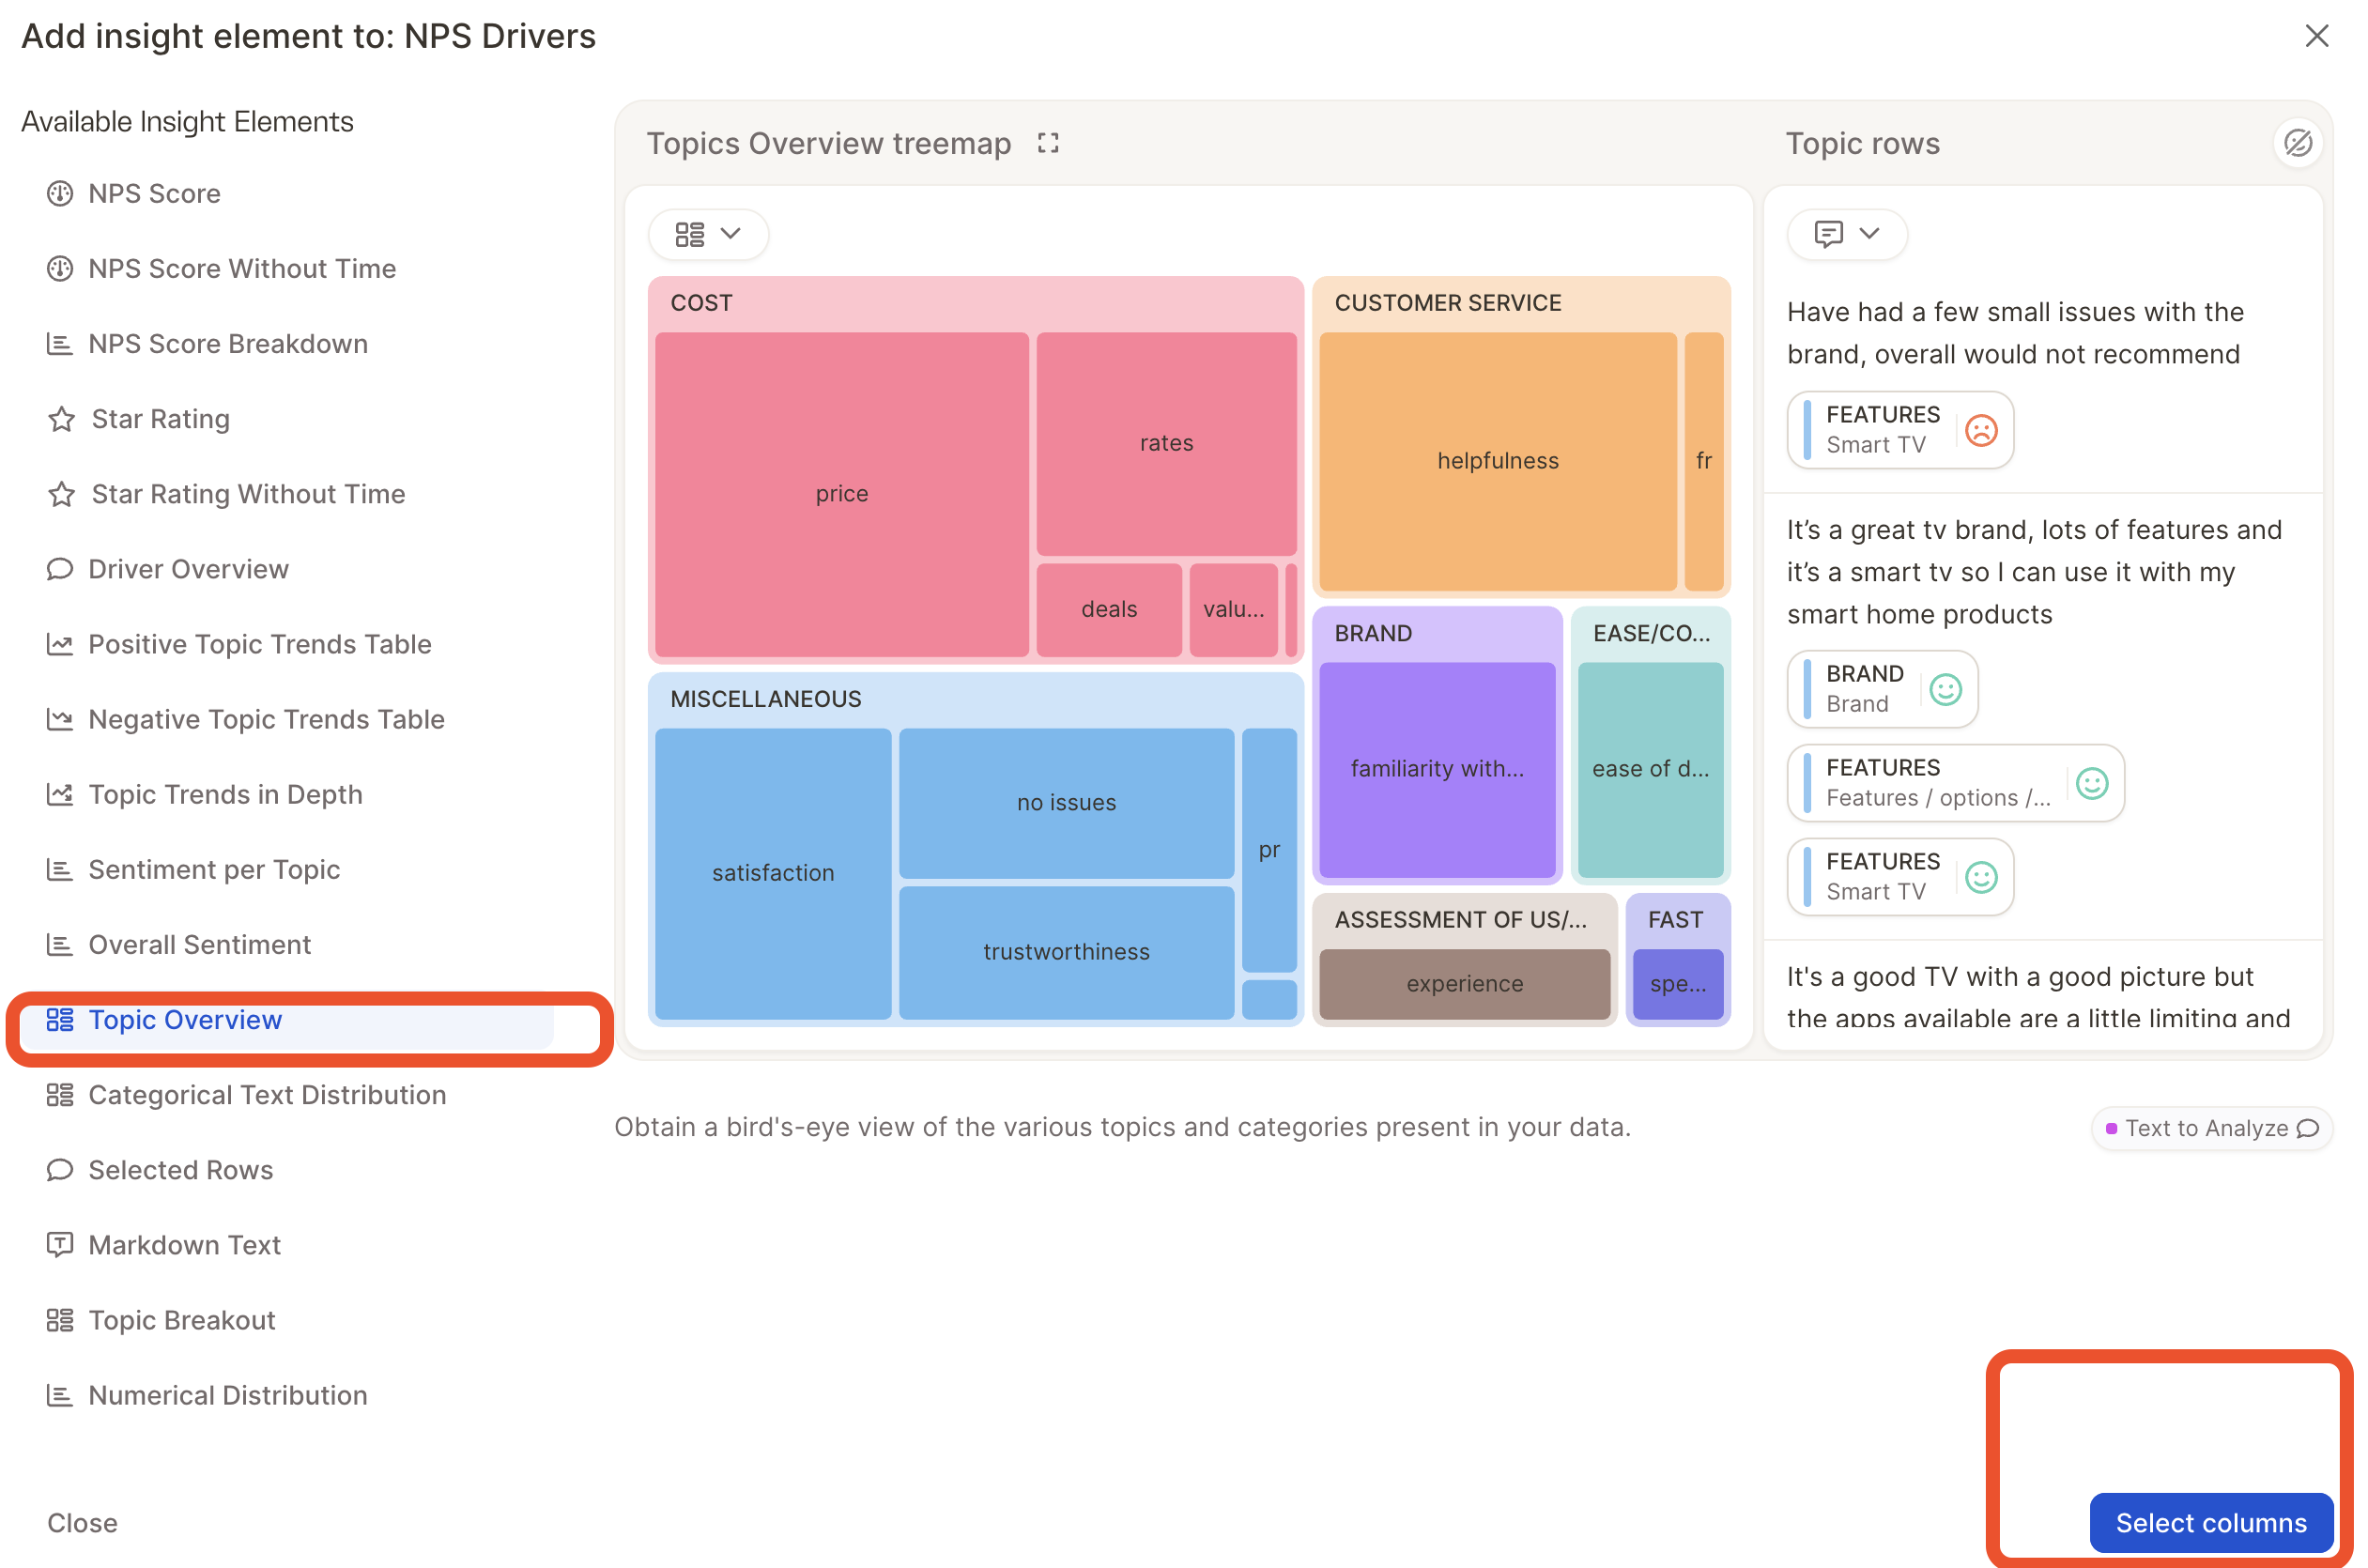 Add insight element to: NPS Drivers
Available Insight Elements
NPS Score
NPS Score Without Time
NPS Score Breakdown
Star Rating
Star Rating Without Time
Driver Overview
Positive Topic Trends Table
Negative Topic Trends Table
Topic Trends in Depth
Sentiment per Topic
Overall Sentiment
Topic Overview
Categorical Text Distribution
Selected Rows
Markdown Text
Topic Breakout
Numerical Distribution
Close
Topics Overview treemap
COST
price
rates
deals
valu...
CUSTOMER SERVICE
helpfulness
fr
MISCELLANEOUS
satisfaction
no issues
trustworthiness
pr
BRAND
familiarity with...
EASE/CO...
ease of d...
ASSESSMENT OF US/...
experience
FAST
spe...
Topic rows
Have had a few small issues with the
brand, overall would not recommend
FEATURES
Smart TV
It’s a great tv brand, lots of features and
it’s a smart tv so I can use it with my
smart home products
BRAND
Brand
FEATURES
Features / options /...
FEATURES
Smart TV
It's a good TV with a good picture but
the apps available are a little limiting and
Obtain a bird's-eye view of the various topics and categories present in your data.
Text to Analyze
Select columns